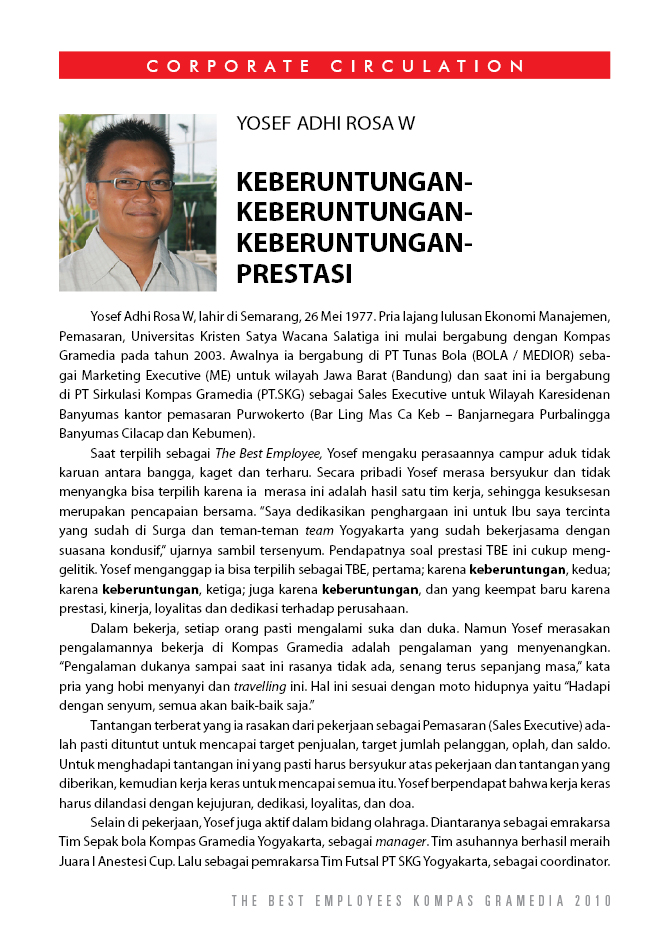 CORPORATE CIRCULATION
YOSEF ADHI ROSA W
KEBERUNTUNGAN-
KEBERUNTUNGAN-
KEBERUNTUNGAN-
PRESTASI
Yosef Adhi Rosa W, lahir di Semarang, 26 Mei 1977. Pria lajang lulusan Ekonomi Manajemen,
Pemasaran, Universitas Kristen Satya Wacana Salatiga ini mulai bergabung dengan Kompas
Gramedia pada tahun 2003. Awalnya ia bergabung di PT Tunas Bola (BOLA / MEDIOR) seba-
gai Marketing Executive (ME) untuk wilayah Jawa Barat (Bandung) dan saat ini ia bergabung
di PT Sirkulasi Kompas Gramedia (PT.SKG) sebagai Sales Executive untuk Wilayah Karesidenan
Banyumas kantor pemasaran Purwokerto (Bar Ling Mas Ca Keb – Banjarnegara Purbalingga
Banyumas Cilacap dan Kebumen).
Saat terpilih sebagai The Best Employee, Yosef mengaku perasaannya campur aduk tidak
karuan antara bangga, kaget dan terharu. Secara pribadi Yosef merasa bersyukur dan tidak
menyangka bisa terpilih karena ia merasa ini adalah hasil satu tim kerja, sehingga kesuksesan
merupakan pencapaian bersama. “Saya dedikasikan penghargaan ini untuk Ibu saya tercinta
yang sudah di Surga dan teman-teman team Yogyakarta yang sudah bekerjasama dengan
suasana kondusif,” ujarnya sambil tersenyum. Pendapatnya soal prestasi TBE ini cukup meng-
gelitik. Yosef menganggap ia bisa terpilih sebagai TBE, pertama; karena keberuntungan, kedua;
karena keberuntungan, ketiga; juga karena keberuntungan, dan yang keempat baru karena
prestasi, kinerja, loyalitas dan dedikasi terhadap perusahaan.
Dalam bekerja, setiap orang pasti mengalami suka dan duka. Namun Yosef merasakan
pengalamannya bekerja di Kompas Gramedia adalah pengalaman yang menyenangkan.
“Pengalaman dukanya sampai saat ini rasanya tidak ada, senang terus sepanjang masa,” kata
pria yang hobi menyanyi dan travelling ini. Hal ini sesuai dengan moto hidupnya yaitu “Hadapi
dengan senyum, semua akan baik-baik saja.”
Tantangan terberat yang ia rasakan dari pekerjaan sebagai Pemasaran (Sales Executive) ada-
lah pasti dituntut untuk mencapai target penjualan, target jumlah pelanggan, oplah, dan saldo.
Untuk menghadapi tantangan ini yang pasti harus bersyukur atas pekerjaan dan tantangan yang
diberikan, kemudian kerja keras untuk mencapai semua itu. Yosef berpendapat bahwa kerja keras
harus dilandasi dengan kejujuran, dedikasi, loyalitas, dan doa.
Selain di pekerjaan, Yosef juga aktif dalam bidang olahraga. Diantaranya sebagai emrakarsa
Tim Sepak bola Kompas Gramedia Yogyakarta, sebagai manager. Tim asuhannya berhasil meraih
Juara I Anestesi Cup. Lalu sebagai pemrakarsa Tim Futsal PT SKG Yogyakarta, sebagai coordinator.
THE BEST EMPLOYEES KOMPAS GRAMEDIA 2010